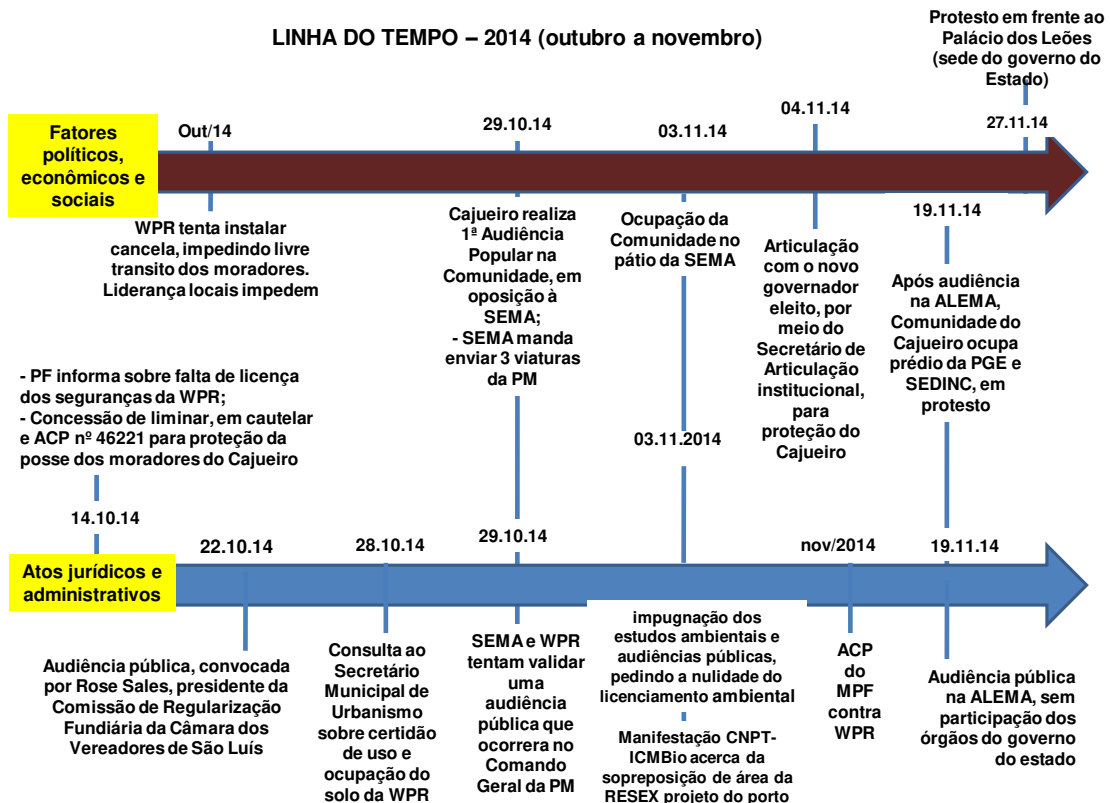 LINHA DO TEMPO – 2014 (outubro a novembro)
Protesto em frente ao
Palácio dos Leões
(sede do governo do
Estado)
Fatores
políticos,
econômicos e
sociais
Out/14
29.10.14
03.11.14
04.11.14
27.11.14
WPR tenta instalar
cancela, impedindo livre
transito dos moradores.
Liderança locais impedem
Cajueiro realiza
1ª Audiência
Popular na
Comunidade, em
oposição à
SEMA;
- SEMA manda
enviar 3 viaturas
da PM
Ocupação da
Comunidade no
pátio da SEMA
Articulação
com o novo
governador
eleito, por
meio do
Secretário de
Articulação
institucional,
para
proteção do
Cajueiro
19.11.14
Após audiência
na ALEMA,
Comunidade do
Cajueiro ocupa
prédio da PGE e
SEDINC, em
protesto
- PF informa sobre falta de licença
dos seguranças da WPR;
- Concessão de liminar, em cautelar
e ACP nº 46221 para proteção da
posse dos moradores do Cajueiro
14.10.14
22.10.14
28.10.14
29.10.14
03.11.2014
nov/2014
19.11.14
Atos jurídicos e
administrativos
Audiência pública, convocada
por Rose Sales, presidente da
Comissão de Regularização
Fundiária da Câmara dos
Vereadores de São Luís
Consulta ao
Secretário
Municipal de
Urbanismo
sobre certidão
de uso e
ocupação do
solo da WPR
SEMA e WPR
tentam validar
uma
audiência
pública que
ocorrera no
Comando
Geral da PM
impugnação dos
estudos ambientais e
audiências públicas,
pedindo a nulidade do
licenciamento ambiental
Manifestação CNPT-
ICMBio acerca da
sopreposição de área da
RESEX projeto do porto
ACP
do
MPF
contra
WPR
Audiência pública
na ALEMA, sem
participação dos
órgãos do governo
do estado